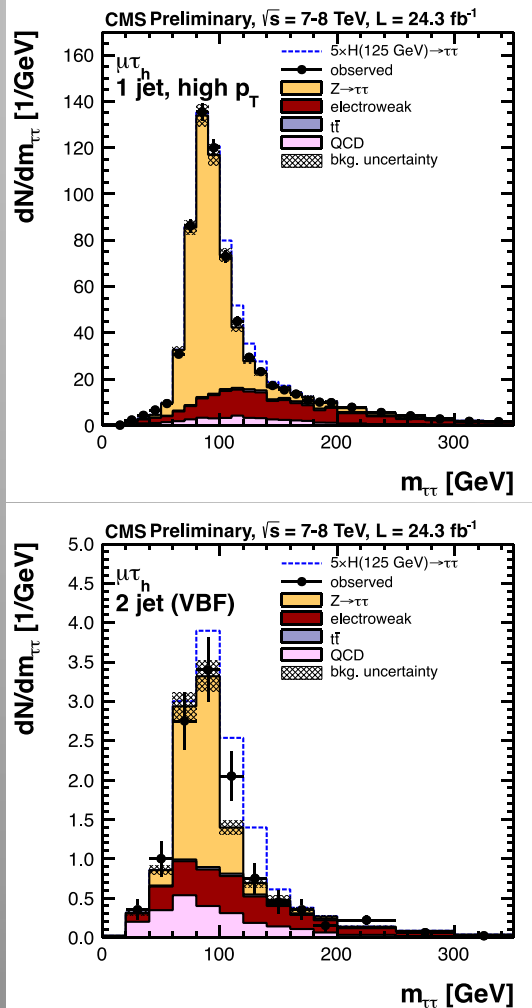 CMS Preliminary, √s = 7-8 TeV, L = 24.3 fb⁻¹
μτₕ
1 jet, high p_T
5×H(125 GeV)→ττ
observed
Z→ττ
electroweak
tt̄
QCD
bkg. uncertainty
dN/dm_ττ [1/GeV]
160
140
120
100
80
60
40
20
0
0 100 200 300
m_ττ [GeV]
CMS Preliminary, √s = 7-8 TeV, L = 24.3 fb⁻¹
μτₕ
2 jet (VBF)
5×H(125 GeV)→ττ
observed
Z→ττ
electroweak
tt̄
QCD
bkg. uncertainty
dN/dm_ττ [1/GeV]
5.0
4.5
4.0
3.5
3.0
2.5
2.0
1.5
1.0
0.5
0.0
0 100 200 300
m_ττ [GeV]